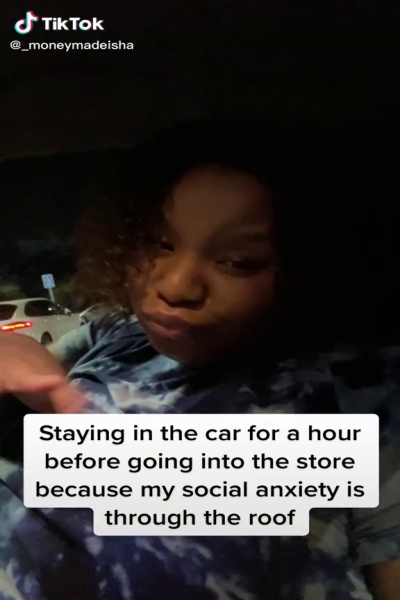 TikTok
@_moneymadeisha
Staying in the car for a hour
before going into the store
because my social anxiety is
through the roof